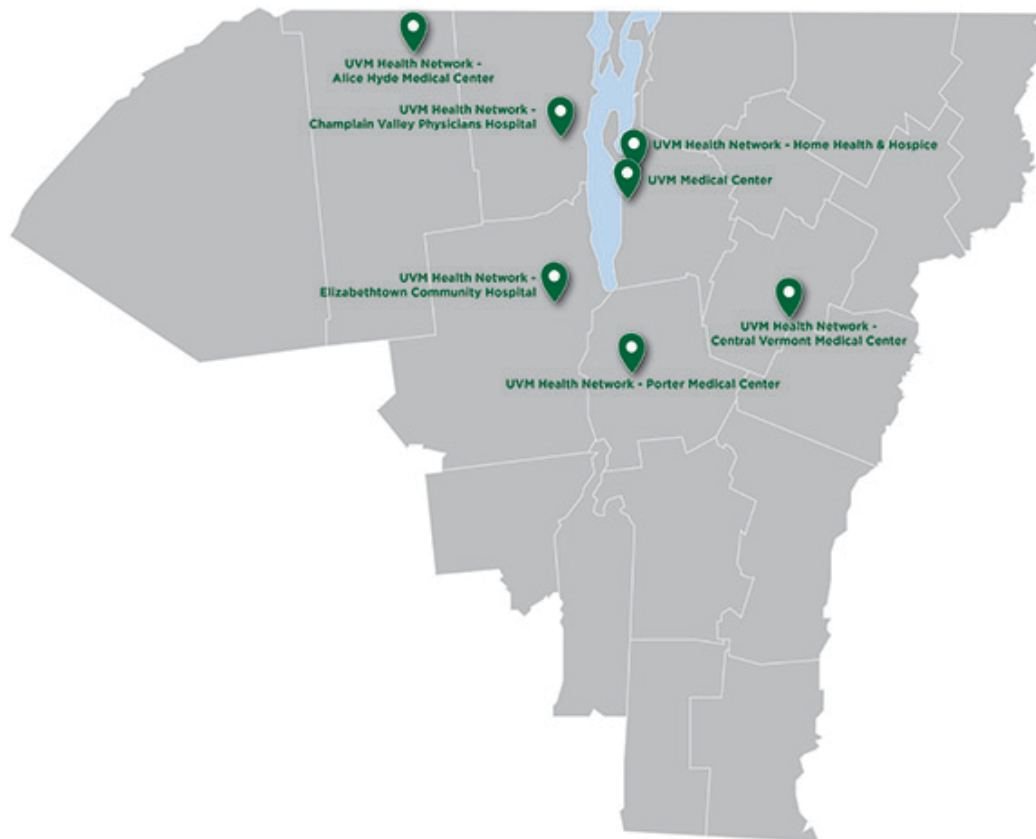 UVM Health Network -
Alice Hyde Medical Center
UVM Health Network -
Champlain Valley Physicians Hospital
UVM Health Network - Home Health & Hospice
UVM Medical Center
UVM Health Network -
Elizabethtown Community Hospital
UVM Health Network -
Central Vermont Medical Center
UVM Health Network - Porter Medical Center